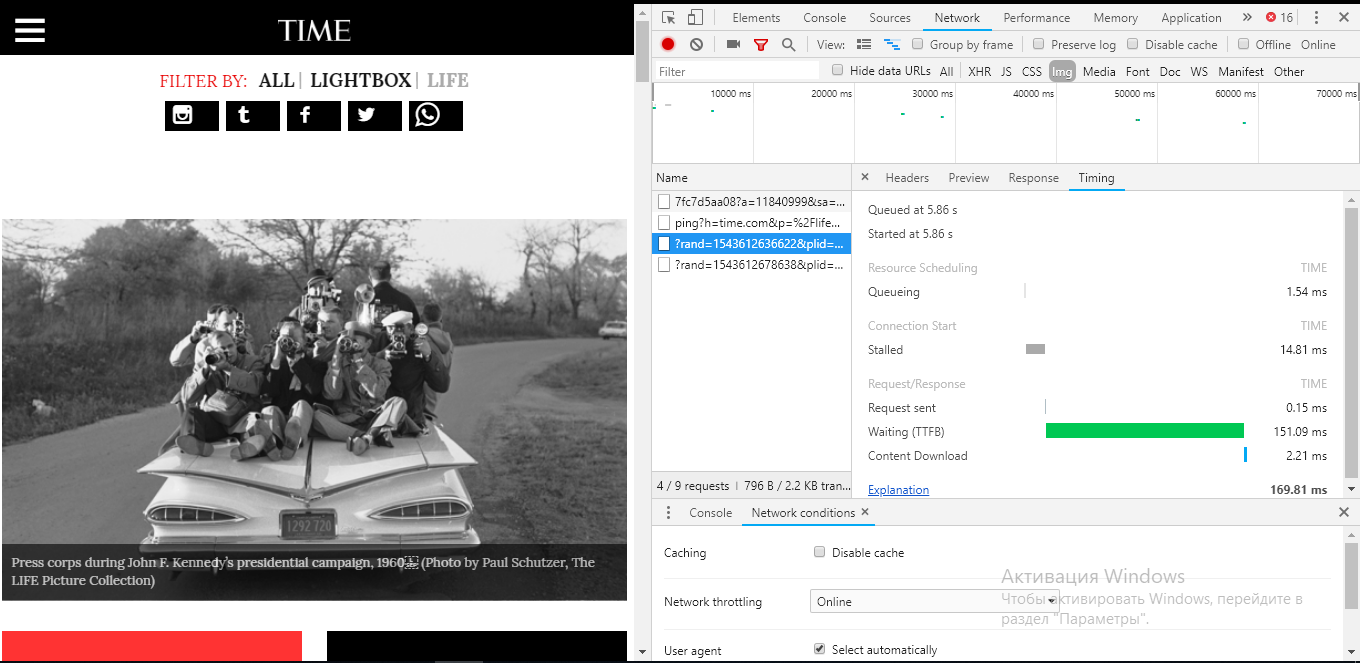 TIME
FILTER BY: ALL | LIGHTBOX | LIFE
1292 720
Press corps during John F. Kennedy's presidential campaign, 1960 (Photo by Paul Schutzer, The
LIFE Picture Collection)
Elements Console Sources Network Performance Memory Application » 16
View: Group by frame Preserve log Disable cache Offline Online
Filter Hide data URLs All XHR JS CSS Img Media Font Doc WS Manifest Other
10000 ms 20000 ms 30000 ms 40000 ms 50000 ms 60000 ms 70000 ms
Name
7fc7d5aa08?a=11840999&sa=...
ping?h=time.com&p=%2Flife...
?rand=1543612636622&plid=...
?rand=1543612678638&plid=...
4 / 9 requests | 796 B / 2.2 KB tran...
× Headers Preview Response Timing
Queued at 5.86 s
Started at 5.86 s
Resource Scheduling TIME
Queueing 1.54 ms
Connection Start TIME
Stalled 14.81 ms
Request/Response TIME
Request sent 0.15 ms
Waiting (TTFB) 151.09 ms
Content Download 2.21 ms
Explanation 169.81 ms
Console Network conditions ×
Caching Disable cache
Network throttling Online
User agent Select automatically
Активация Windows
Чтобы активировать Windows, перейдите в
раздел "Параметры".